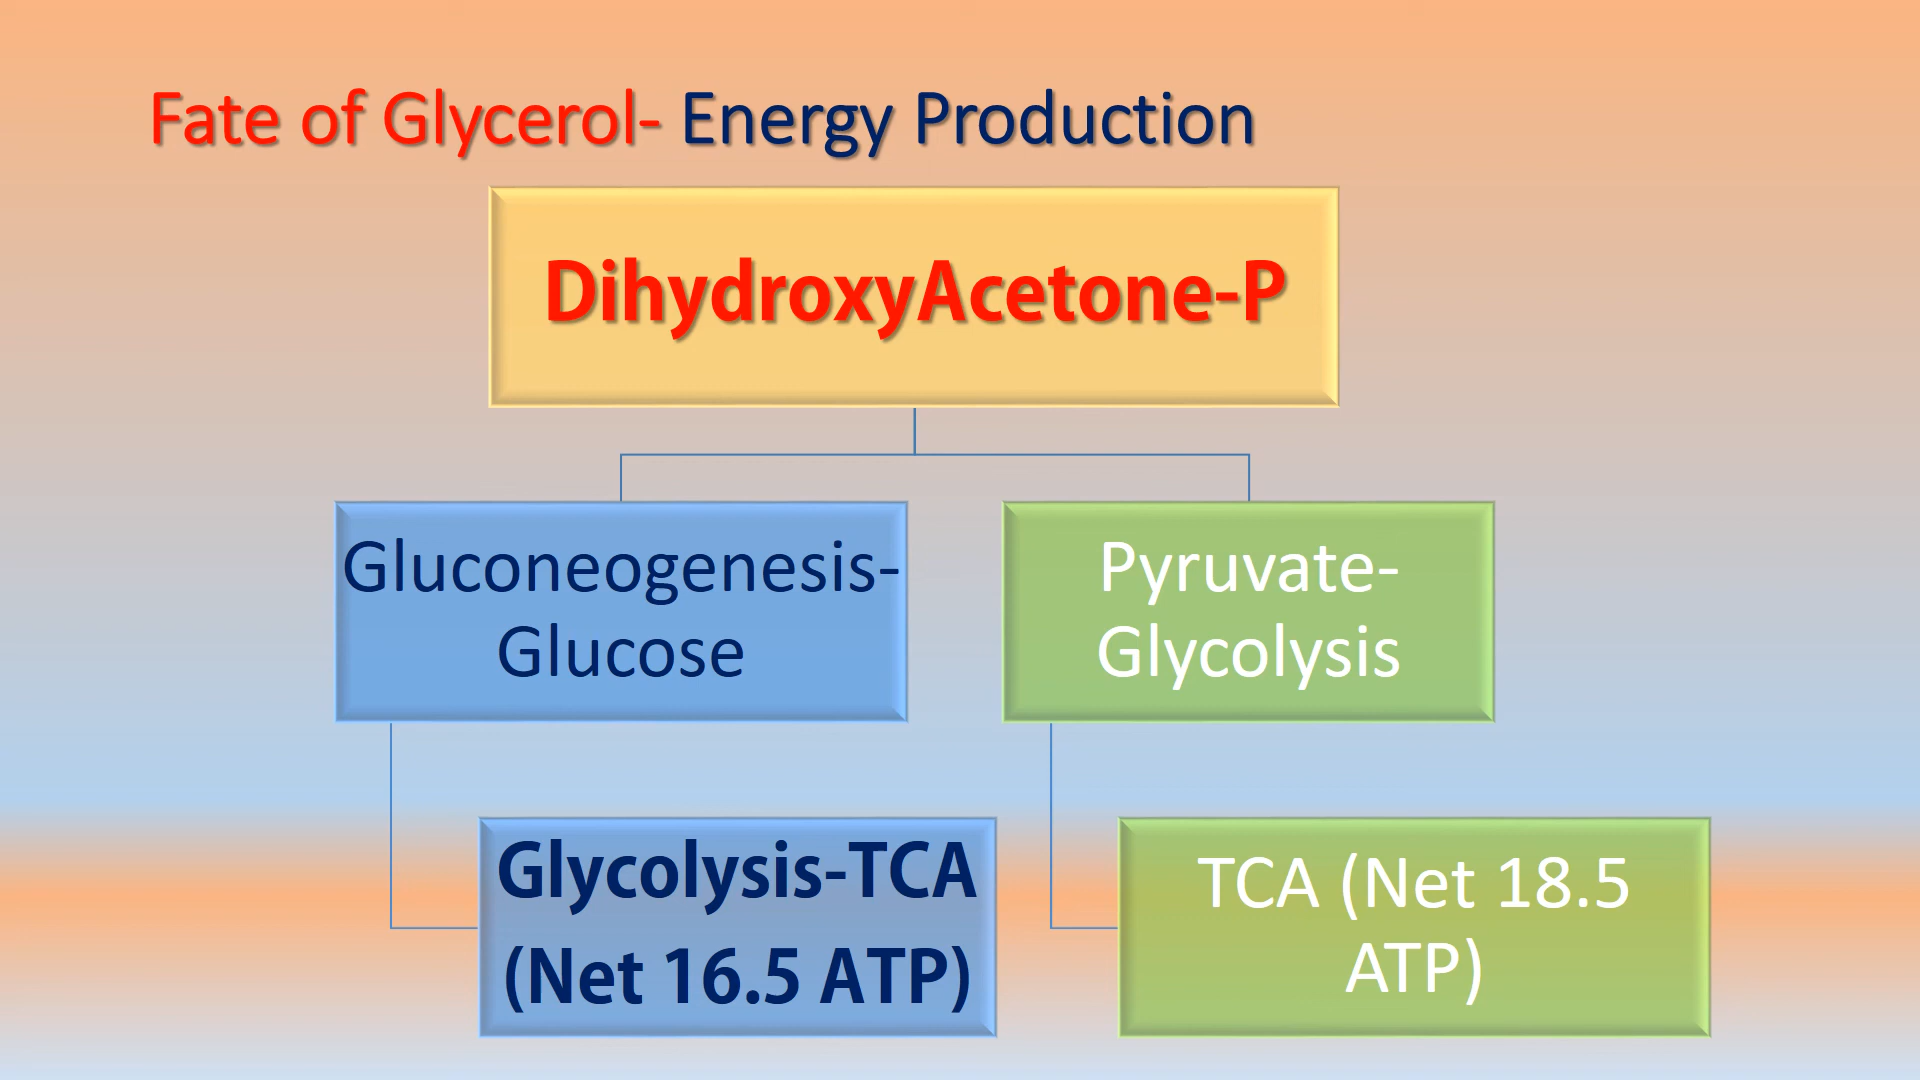 Fate of Glycerol- Energy Production
DihydroxyAcetone-P
Gluconeogenesis-
Glucose
Pyruvate-
Glycolysis
Glycolysis-TCA
(Net 16.5 ATP)
TCA (Net 18.5
ATP)